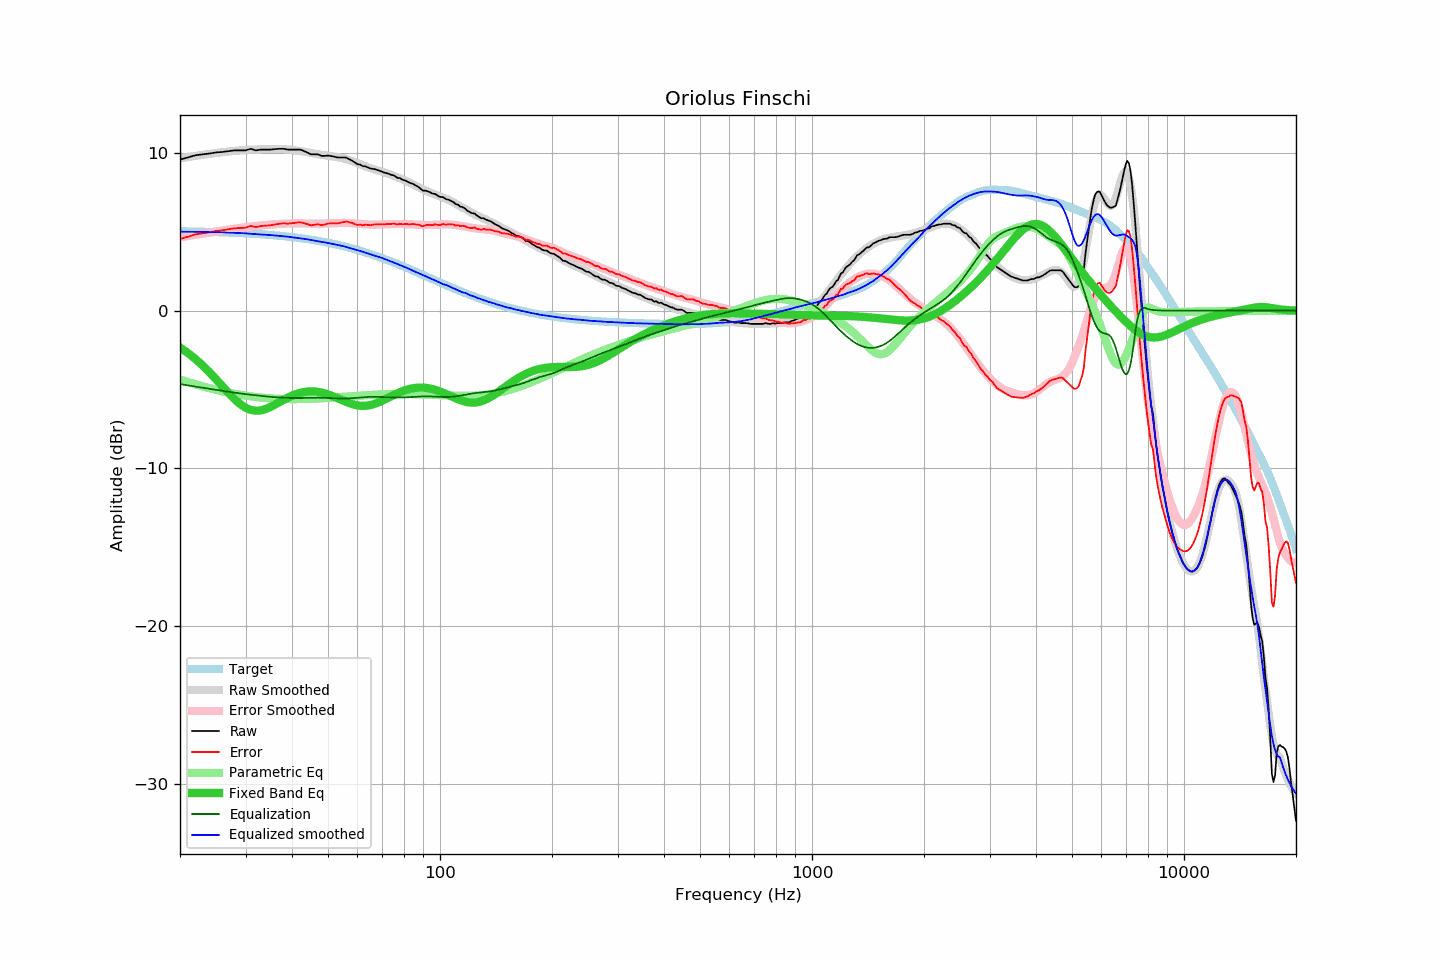 Oriolus Finschi
10
0
−10
−20
−30
Amplitude (dBr)
Target
Raw Smoothed
Error Smoothed
Raw
Error
Parametric Eq
Fixed Band Eq
Equalization
Equalized smoothed
100
1000
10000
Frequency (Hz)